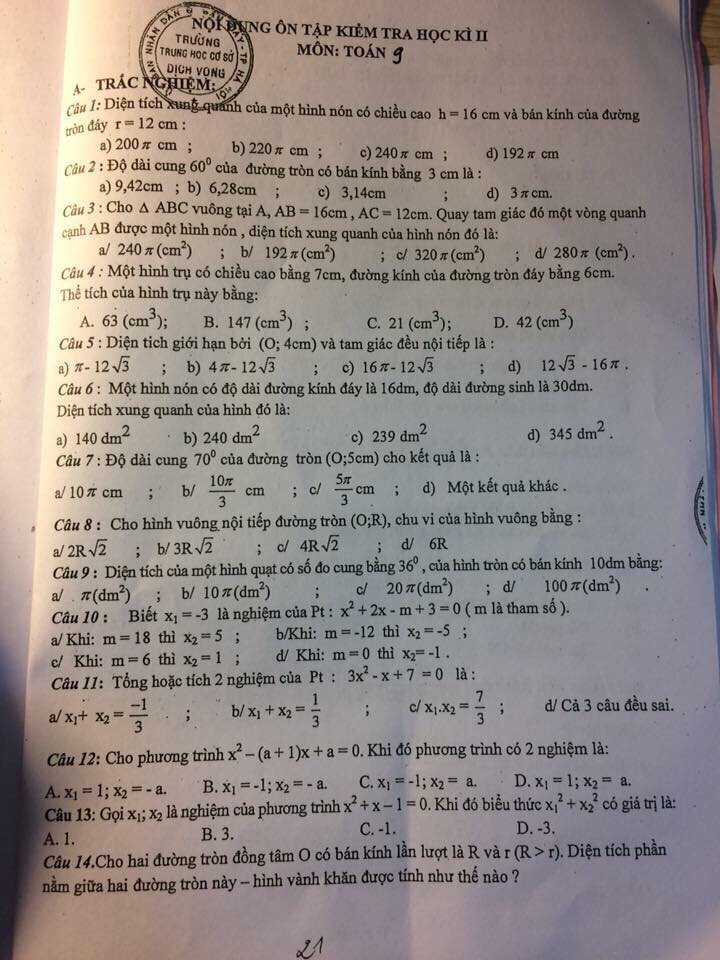 NỘI DUNG ÔN TẬP KIỂM TRA HỌC KÌ II
MÔN: TOÁN 9
TRƯỜNG
TRUNG HỌC CƠ SỞ
DỊCH VỌNG
A- TRẮC NGHIỆM:
Câu 1: Diện tích xung quanh của một hình nón có chiều cao h = 16 cm và bán kính của đường
tròn đáy r = 12 cm :
a) 200π cm ; b) 220π cm ; c) 240π cm ; d) 192π cm
Câu 2 : Độ dài cung 60⁰ của đường tròn có bán kính bằng 3 cm là :
a) 9,42cm ; b) 6,28cm ; c) 3,14cm ; d) 3πcm.
Câu 3 : Cho Δ ABC vuông tại A, AB = 16cm , AC = 12cm. Quay tam giác đó một vòng quanh
cạnh AB được một hình nón , diện tích xung quanh của hình nón đó là:
a/ 240π(cm²) ; b/ 192π(cm²) ; c/ 320π(cm²) ; d/ 280π (cm²) .
Câu 4 : Một hình trụ có chiều cao bằng 7cm, đường kính của đường tròn đáy bằng 6cm.
Thể tích của hình trụ này bằng:
A. 63 (cm³); B. 147 (cm³) ; C. 21 (cm³); D. 42 (cm³)
Câu 5 : Diện tich giới hạn bởi (O; 4cm) và tam giác đều nội tiếp là :
a) π- 12√3 ; b) 4π- 12√3 ; c) 16π- 12√3 ; d) 12√3 - 16π .
Câu 6 : Một hình nón có độ dài đường kính đáy là 16dm, độ dài đường sinh là 30dm.
Diện tích xung quanh của hình đó là:
a) 140 dm² b) 240 dm² c) 239 dm² d) 345 dm² .
Câu 7 : Độ dài cung 70⁰ của đường tròn (O;5cm) cho kết quả là :
a/ 10π cm ; b/ 10π/3 cm ; c/ 5π/3 cm ; d) Một kết quả khác .
Câu 8 : Cho hình vuông nội tiếp đường tròn (O;R), chu vi của hình vuông bằng :
a/ 2R√2 ; b/ 3R√2 ; c/ 4R√2 ; d/ 6R
Câu 9 : Diện tích của một hình quạt có số đo cung bằng 36⁰ , của hình tròn có bán kính 10dm bằng:
a/ π(dm²) ; b/ 10π(dm²) ; c/ 20π(dm²) ; d/ 100π(dm²) .
Câu 10 : Biết x₁ = -3 là nghiệm của Pt : x² + 2x - m + 3 = 0 ( m là tham số ).
a/ Khi: m = 18 thì x₂ = 5 ; b/Khi: m = -12 thì x₂ = -5 ;
c/ Khi: m = 6 thì x₂ = 1 ; d/ Khi: m = 0 thì x₂= -1 .
Câu 11: Tổng hoặc tích 2 nghiệm của Pt : 3x² - x + 7 = 0 là :
a/ x₁+ x₂ = -1/3 ; b/ x₁ + x₂ = 1/3 ; c/ x₁.x₂ = 7/3 ; d/ Cả 3 câu đều sai.
Câu 12: Cho phương trình x² – (a + 1)x + a = 0. Khi đó phương trình có 2 nghiệm là:
A. x₁ = 1; x₂ = - a. B. x₁ = -1; x₂ = - a. C. x₁ = -1; x₂ = a. D. x₁ = 1; x₂ = a.
Câu 13: Gọi x₁; x₂ là nghiệm của phương trình x² + x – 1 = 0. Khi đó biểu thức x₁² + x₂² có giá trị là:
A. 1. B. 3. C. -1. D. -3.
Câu 14.Cho hai đường tròn đồng tâm O có bán kính lần lượt là R và r (R > r). Diện tích phần
nằm giữa hai đường tròn này – hình vành khăn được tính như thế nào ?
21